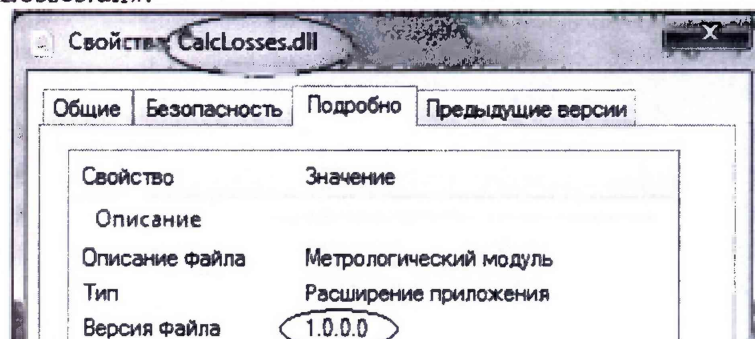 Свойства: CalcLosses.dll
Общие Безопасность Подробно Предыдущие версии
Свойство Значение
Описание
Описание файла Метрологический модуль
Тип Расширение приложения
Версия файла 1.0.0.0